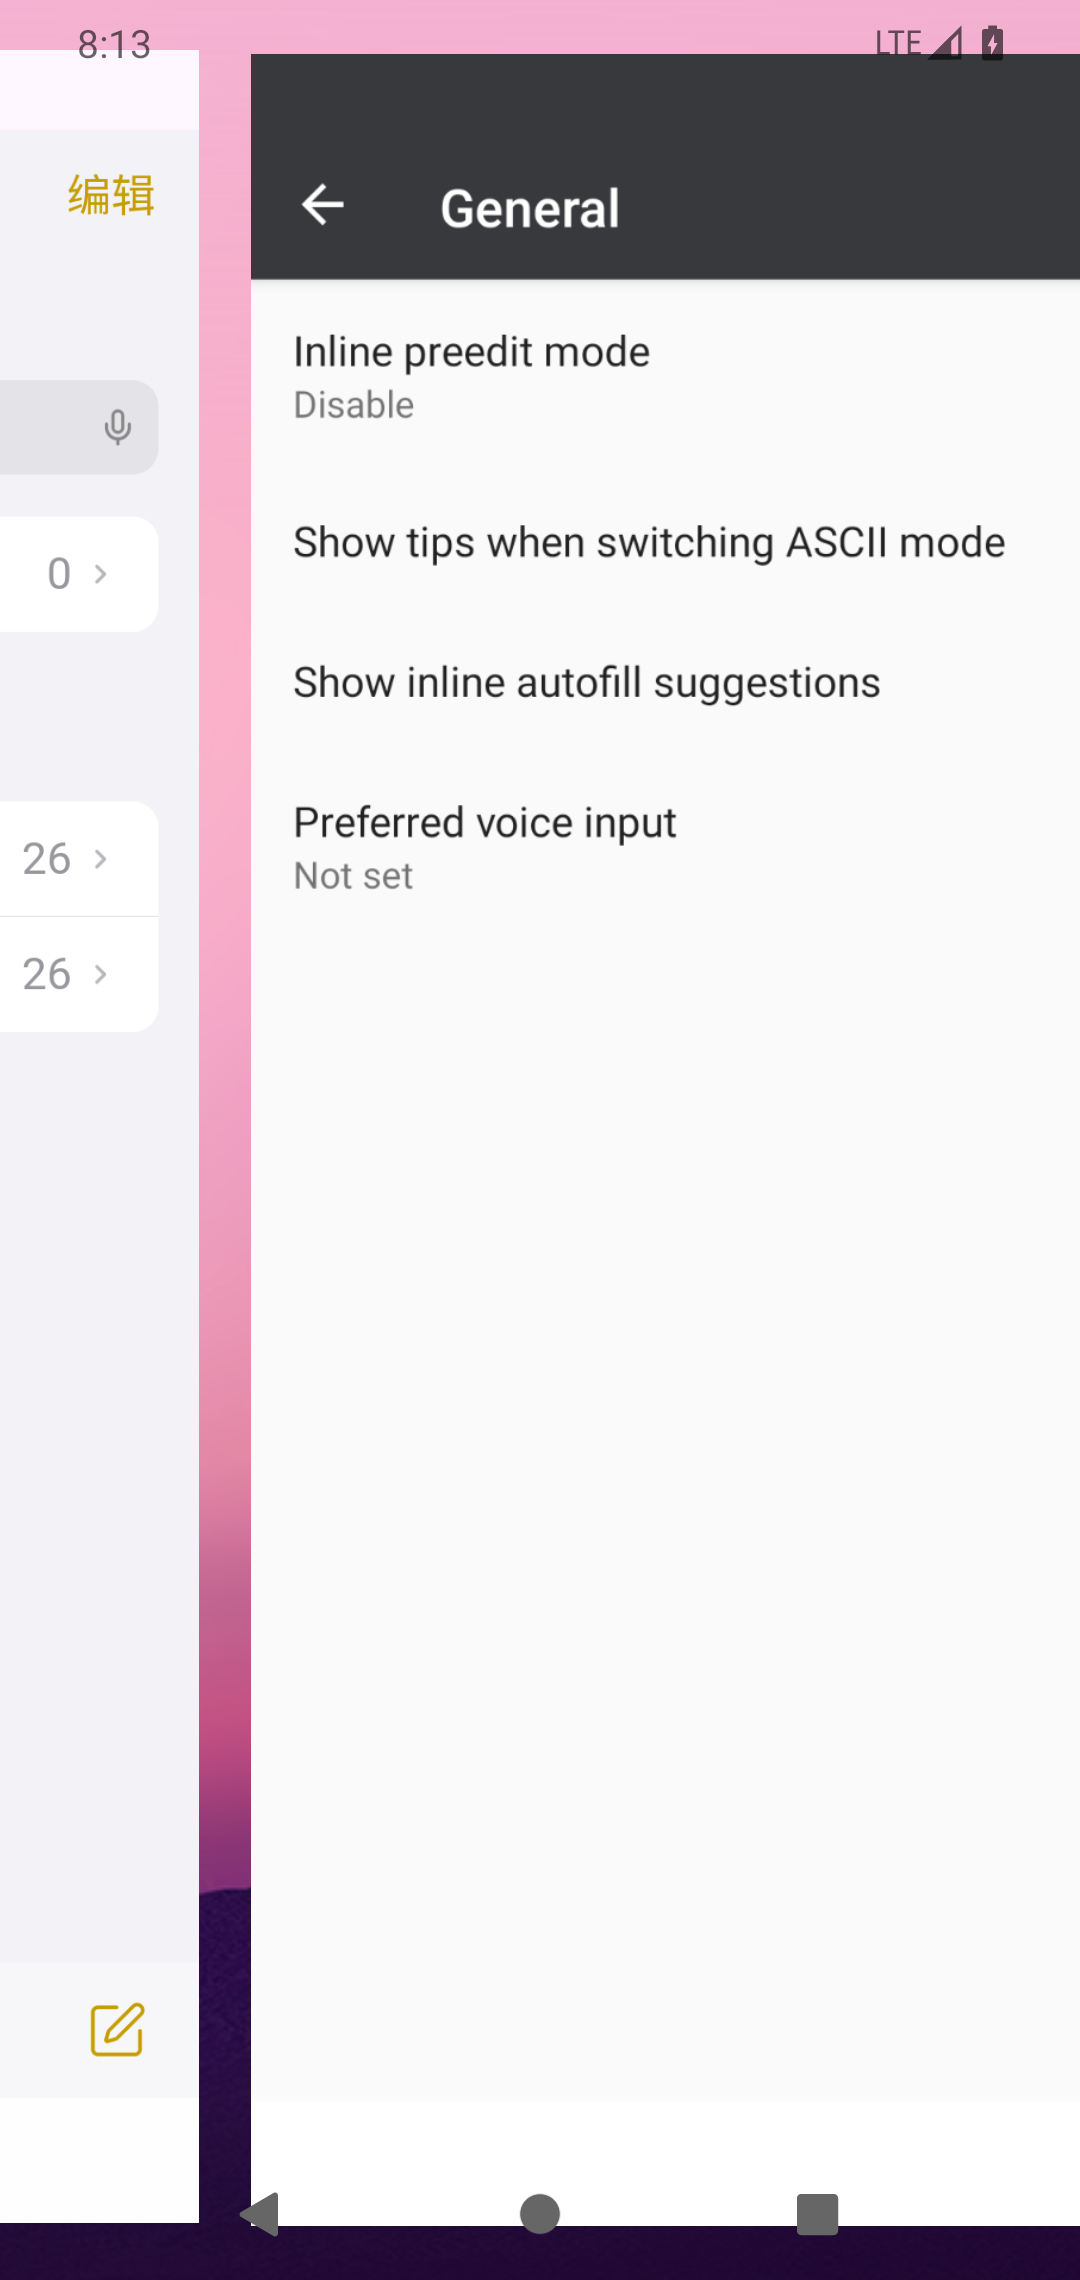 8:13
LTE
编辑
0
26
26
General
Inline preedit mode
Disable
Show tips when switching ASCII mode
Show inline autofill suggestions
Preferred voice input
Not set